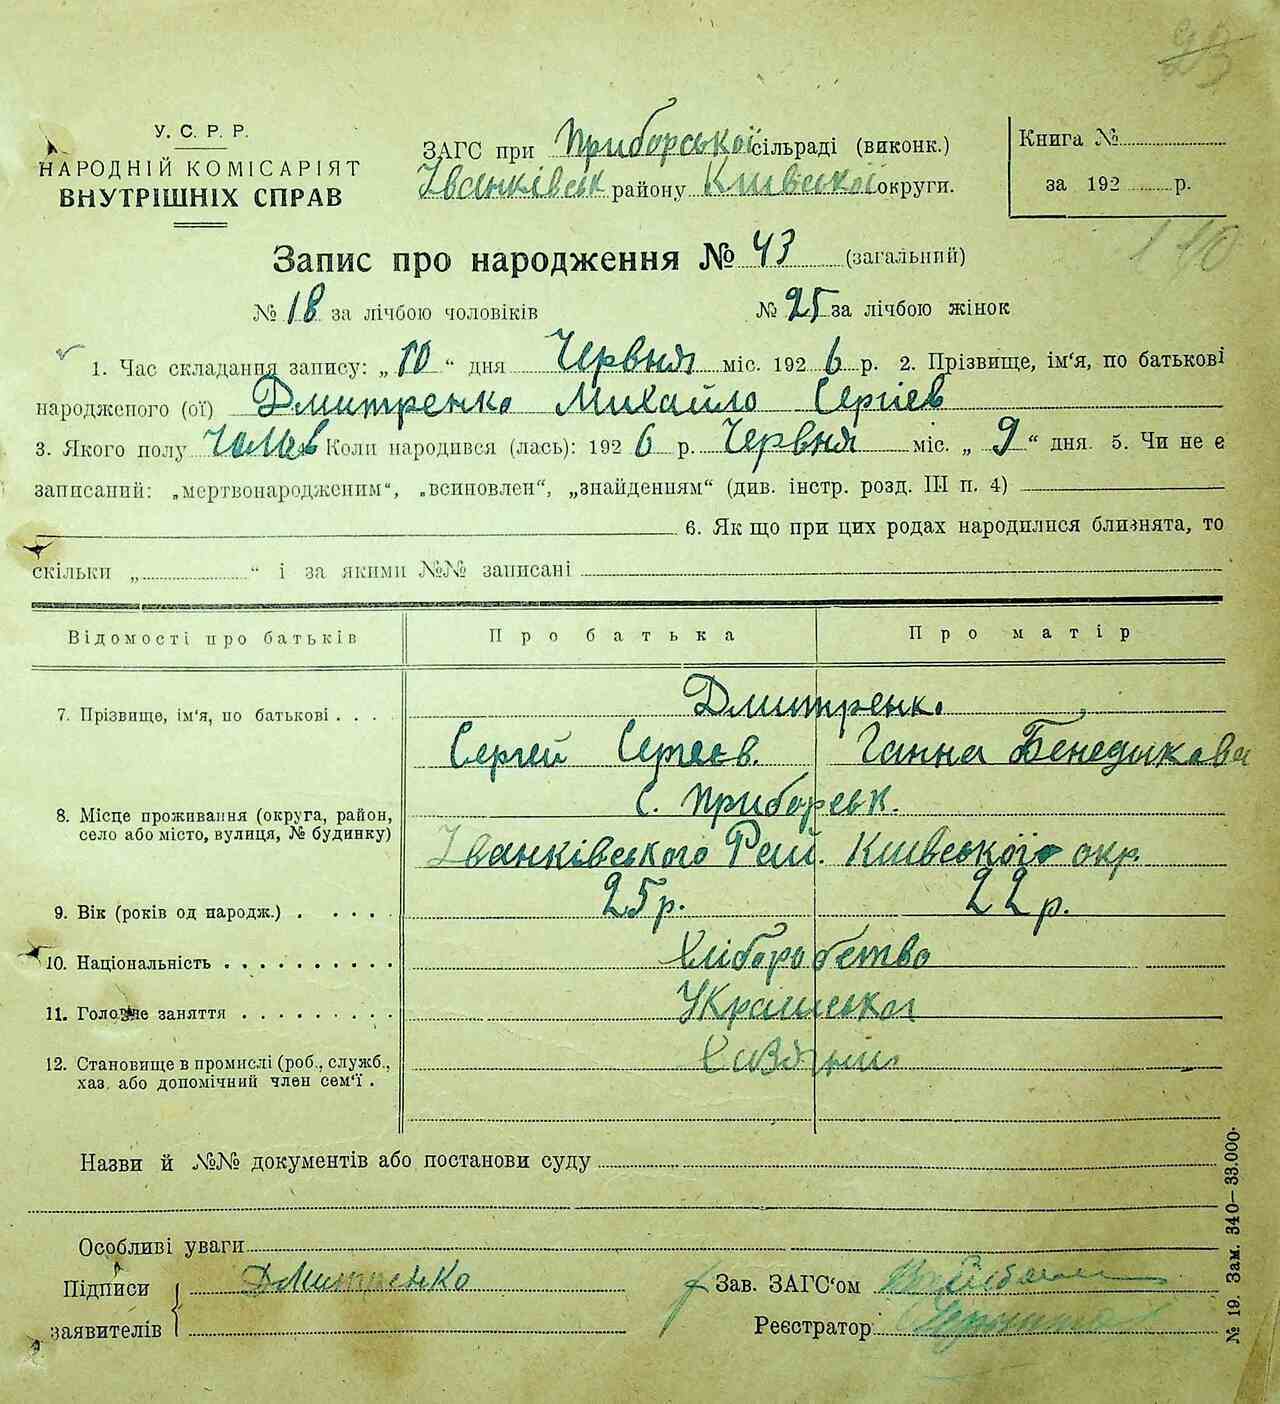 23
У. С. Р. Р.
НАРОДНІЙ КОМІСАРІЯТ
ВНУТРІШНІХ СПРАВ
ЗАГС при Приборської сільраді (виконк.)
Іванківськ району Київської округи.
Книга №
за 192 р.
110
Запис про народження № 43 (загальний)
№ 18 за лічбою чоловіків № 25 за лічбою жінок
1. Час складання запису: „10“ дня Червня міс. 1926 р. 2. Прізвище, ім‘я, по батькові
народженого (ої) Дмитренко Михайло Сергіев
3. Якого полу Чолов Коли народився (лась): 1926 р. Червня міс. „9“ дня. 5. Чи не є
записаний: „мертвонародженим“, „всиновлен“, „знайденням“ (див. інстр. розд. III п. 4)
6. Як що при цих родах народилися близнята, то
скільки „ “ і за якими №№ записані
Відомості про батьків Про батька Про матір
7. Прізвище, ім‘я, по батькові . . . . Дмитренк.
Сергей Сергеєв. Ганна Бенедикова
8. Місце проживання (округа, район, С. Приборськ.
село або місто, вулиця, № будинку) Іванківського Рай. Київської окр.
9. Вік (років од народж.) . . . . . 25 р. 22 р.
10. Національність . . . . . . . . . . Хліборобство
11. Головне заняття . . . . . . . . . Української
12. Становище в промислі (роб., служб.,
хаз. або допомічний член сем‘ї .
Назви й №№ документів або постанови суду
Особливі уваги
Підписи Дмитренко Зав. ЗАГС‘ом
заявителів Реєстратор
№ 19. Зам. 340—33.000.